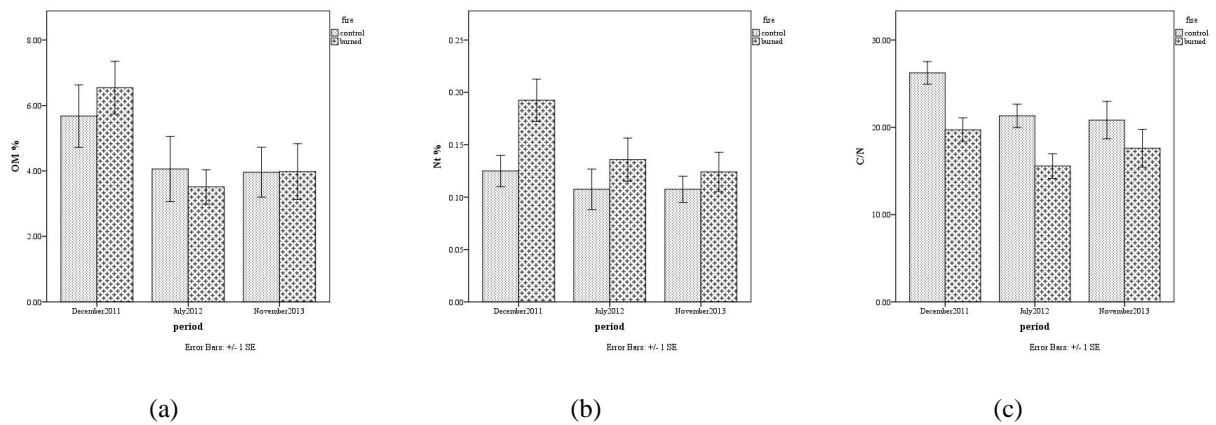 fire
control
burned
8.00
6.00
4.00
2.00
0.00
OM %
December2011 July2012 November2013
period
Error Bars: +/- 1 SE
(a)
fire
control
burned
0.25
0.20
0.15
0.10
0.05
0.00
Nt %
December2011 July2012 November2013
period
Error Bars: +/- 1 SE
(b)
fire
control
burned
30.00
20.00
10.00
0.00
C/N
December2011 July2012 November2013
period
Error Bars: +/- 1 SE
(c)